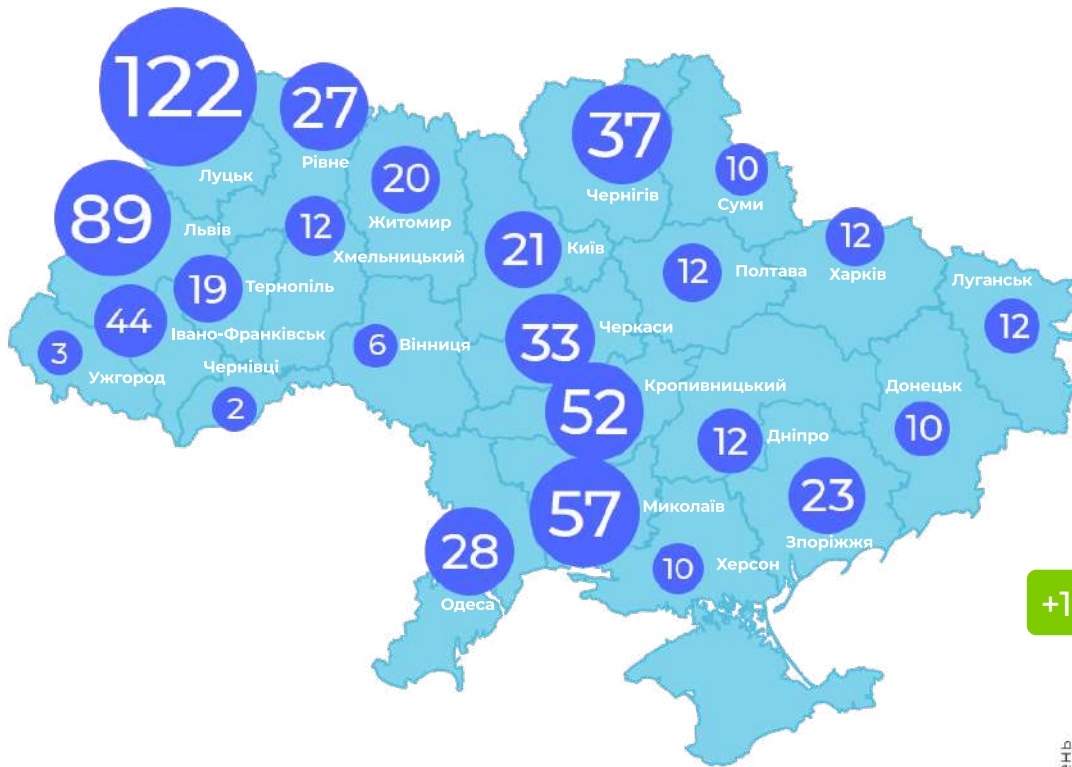 122
27
Рівне
Луцьк
37
Чернігів
20
Житомир
10
Суми
89
Львів
12
Хмельницький
21
Київ
12
Полтава
12
Харків
Луганськ
12
19
Тернопіль
44
Івано-Франківськ
3
Ужгород
Чернівці
2
6
Вінниця
33
Черкаси
52
Кропивницький
Донецьк
10
12
Дніпро
57
Миколаїв
23
Зпоріжжя
28
Одеса
10
Херсон
+1
ень